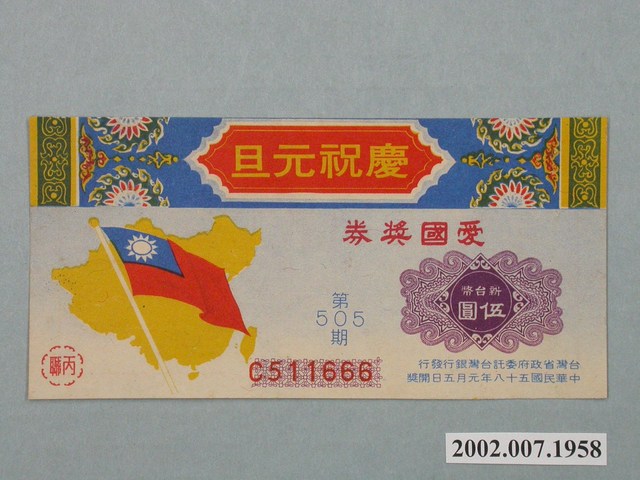 慶祝元旦
愛國獎券
第
505
期
新台幣
伍圓
丙聯
C511666
台灣省政府委託台灣銀行發行
中華民國五十八年元月五日開獎
2002.007.1958